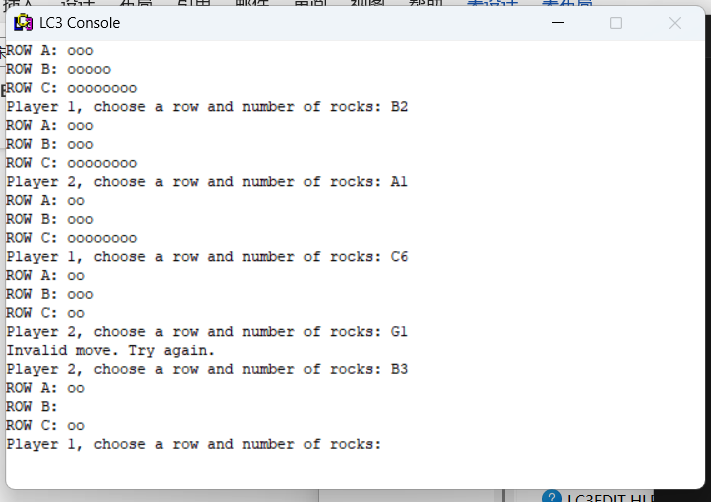 LC3 Console
ROW A: ooo
ROW B: ooooo
ROW C: oooooooo
Player 1, choose a row and number of rocks: B2
ROW A: ooo
ROW B: ooo
ROW C: oooooooo
Player 2, choose a row and number of rocks: A1
ROW A: oo
ROW B: ooo
ROW C: oooooooo
Player 1, choose a row and number of rocks: C6
ROW A: oo
ROW B: ooo
ROW C: oo
Player 2, choose a row and number of rocks: G1
Invalid move. Try again.
Player 2, choose a row and number of rocks: B3
ROW A: oo
ROW B:
ROW C: oo
Player 1, choose a row and number of rocks: